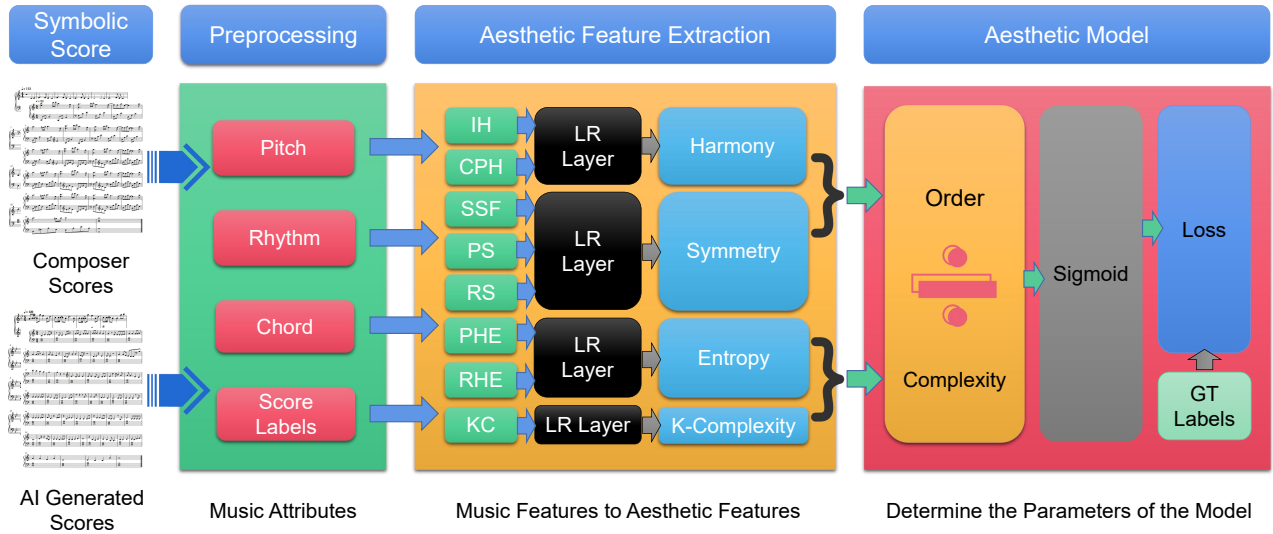 Symbolic
Score
Preprocessing
Aesthetic Feature Extraction
Aesthetic Model
Composer
Scores
AI Generated
Scores
Pitch
Rhythm
Chord
Score
Labels
Music Attributes
IH
CPH
SSF
PS
RS
PHE
RHE
KC
LR
Layer
LR
Layer
LR
Layer
LR Layer
Harmony
Symmetry
Entropy
K-Complexity
Music Features to Aesthetic Features
Order
Complexity
Sigmoid
Loss
GT
Labels
Determine the Parameters of the Model